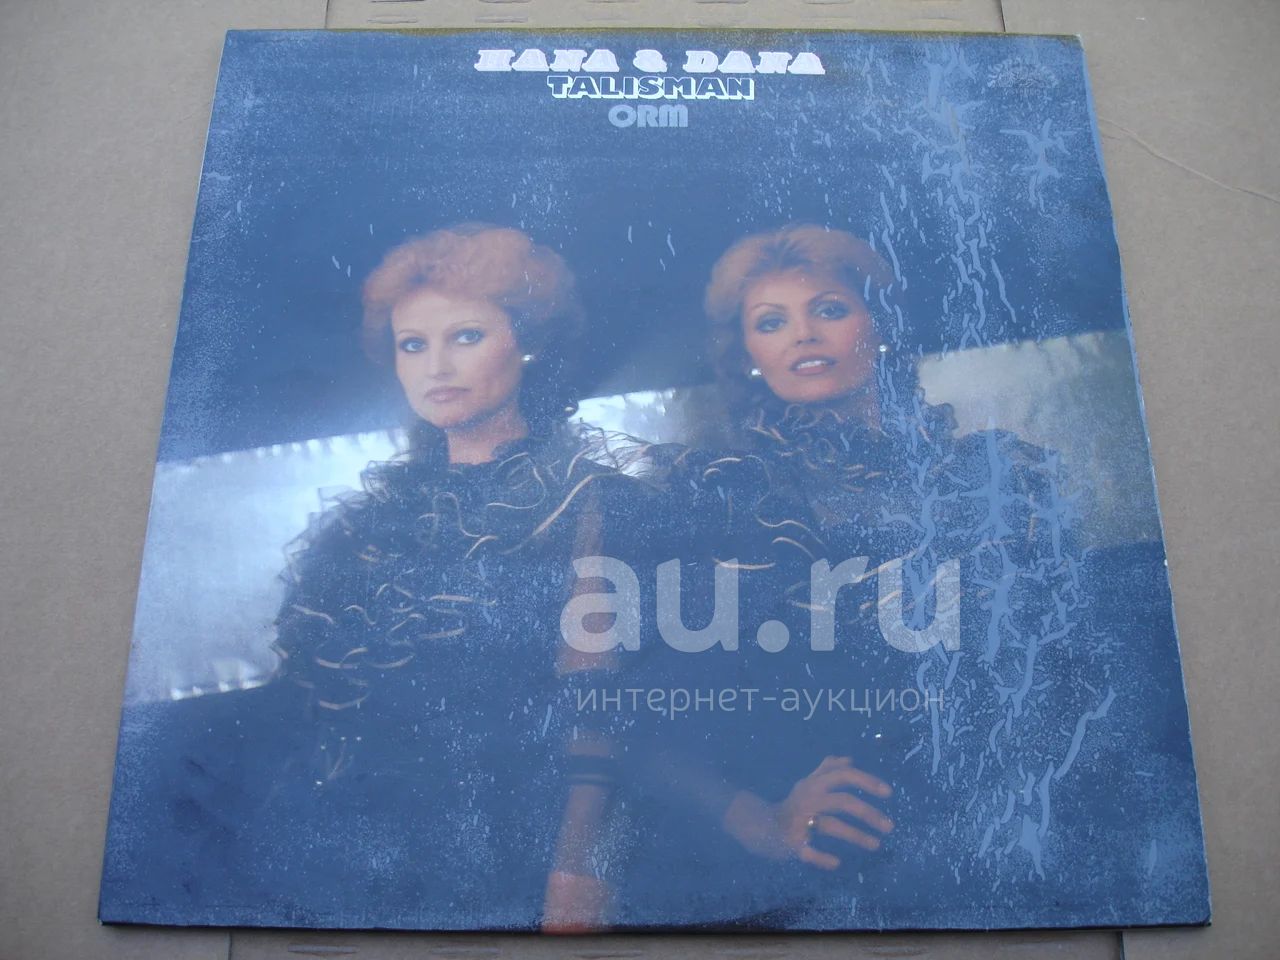 HANA & DANA
TALISMAN
ORM
au.ru
интернет-аукцион